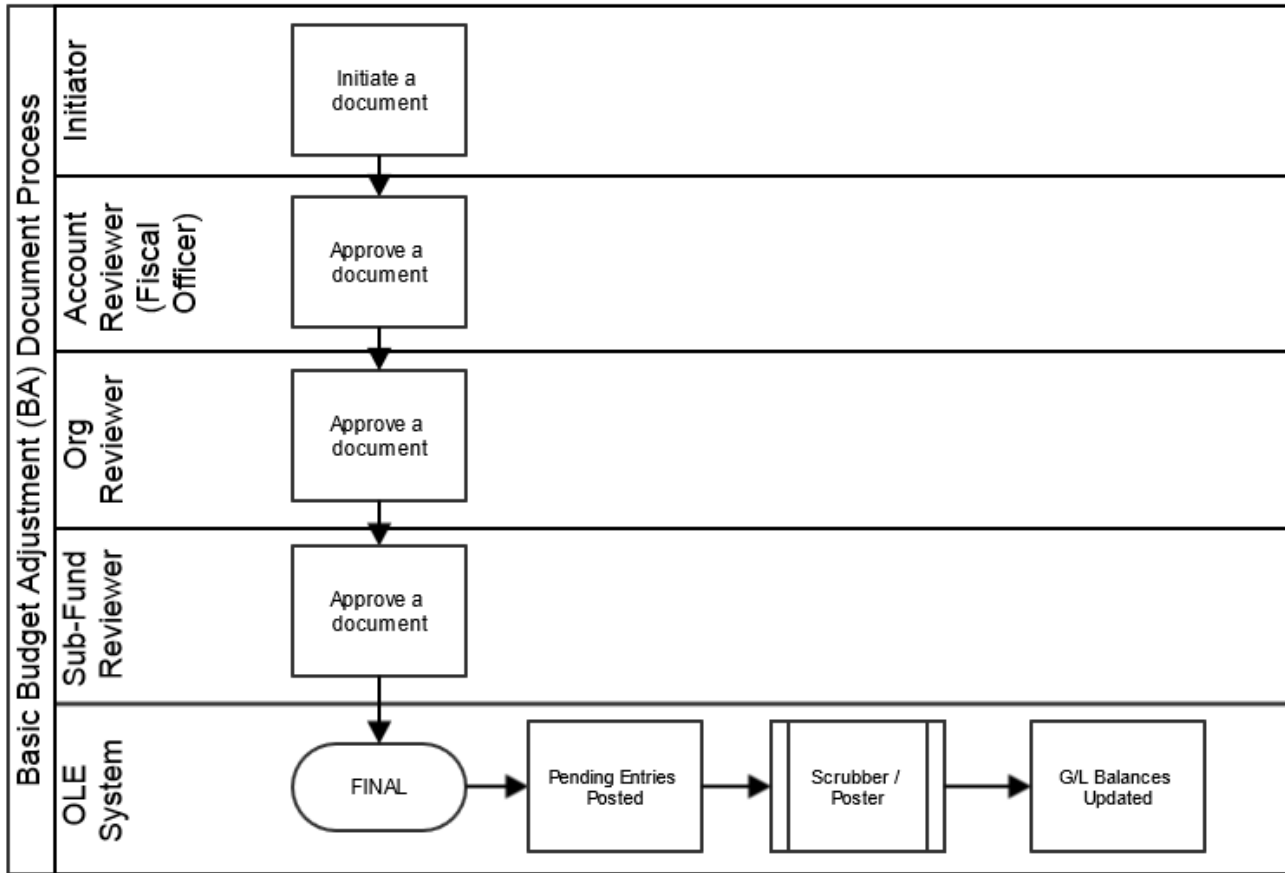 Basic Budget Adjustment (BA) Document Process
Initiator
Initiate a
document
Account
Reviewer
(Fiscal
Officer)
Approve a
document
Org
Reviewer
Approve a
document
Sub-Fund
Reviewer
Approve a
document
OLE
System
FINAL
Pending Entries
Posted
Scrubber /
Poster
G/L Balances
Updated